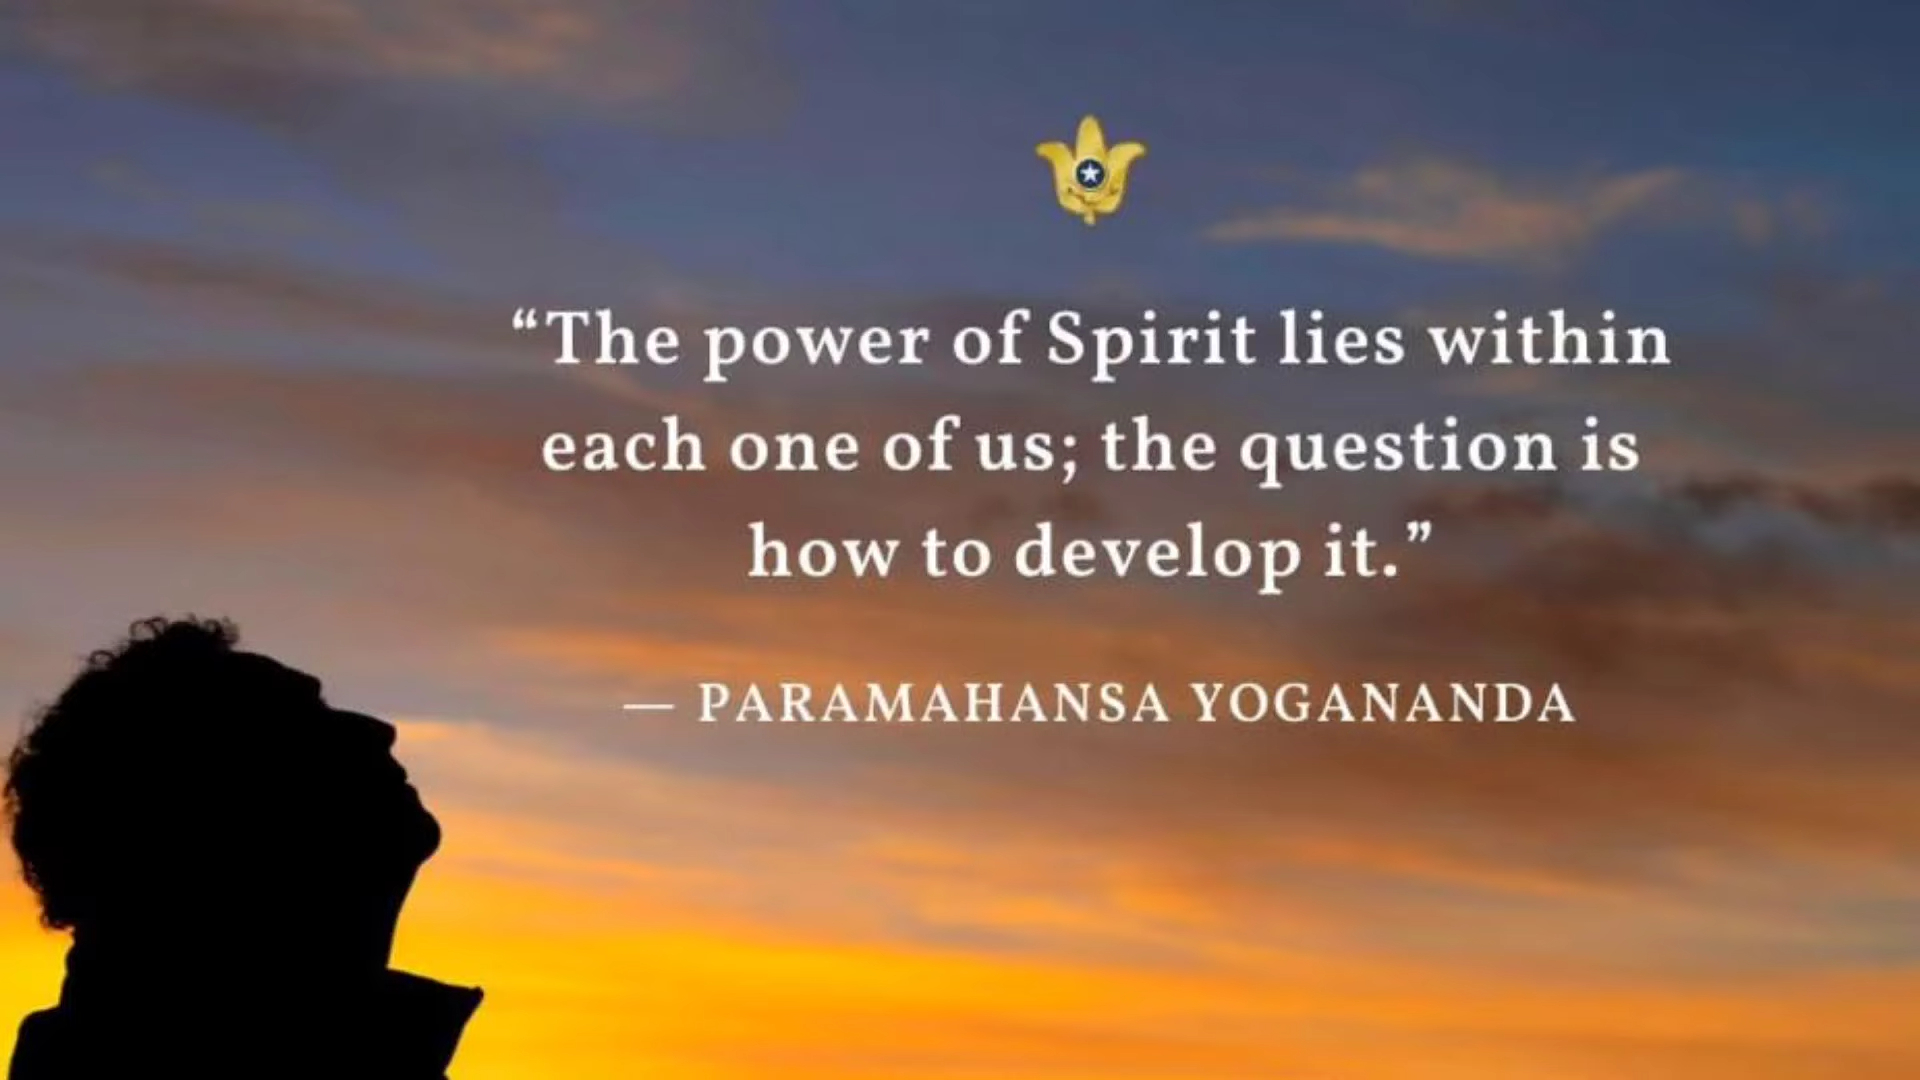 “The power of Spirit lies within
each one of us; the question is
how to develop it.”
— PARAMAHANSA YOGANANDA